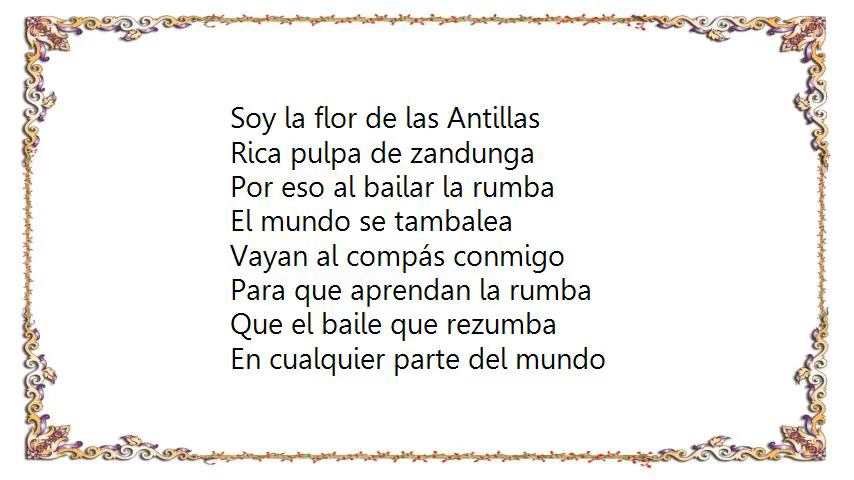 Soy la flor de las Antillas
Rica pulpa de zandunga
Por eso al bailar la rumba
El mundo se tambalea
Vayan al compás conmigo
Para que aprendan la rumba
Que el baile que rezumba
En cualquier parte del mundo